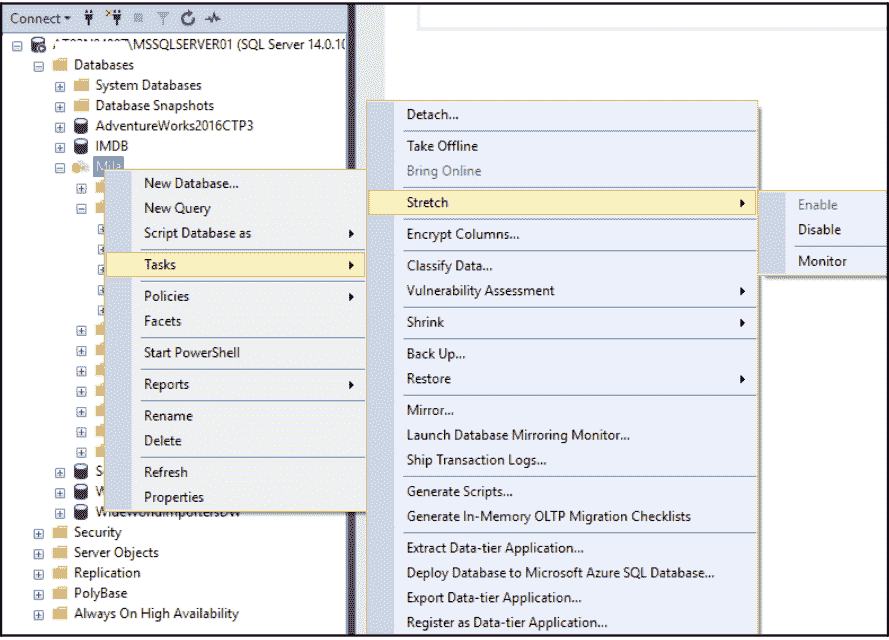 Connect
\MSSQLSERVER01 (SQL Server 14.0.10
Databases
System Databases
Database Snapshots
AdventureWorks2016CTP3
IMDB
Mila
New Database...
New Query
Script Database as
Tasks
Policies
Facets
Start PowerShell
Reports
Rename
Delete
Refresh
Properties
WideWorldImportersDW
Security
Server Objects
Replication
PolyBase
Always On High Availability
Detach...
Take Offline
Bring Online
Stretch
Encrypt Columns...
Classify Data...
Vulnerability Assessment
Shrink
Back Up...
Restore
Mirror...
Launch Database Mirroring Monitor...
Ship Transaction Logs...
Generate Scripts...
Generate In-Memory OLTP Migration Checklists
Extract Data-tier Application...
Deploy Database to Microsoft Azure SQL Database...
Export Data-tier Application...
Register as Data-tier Application...
Enable
Disable
Monitor